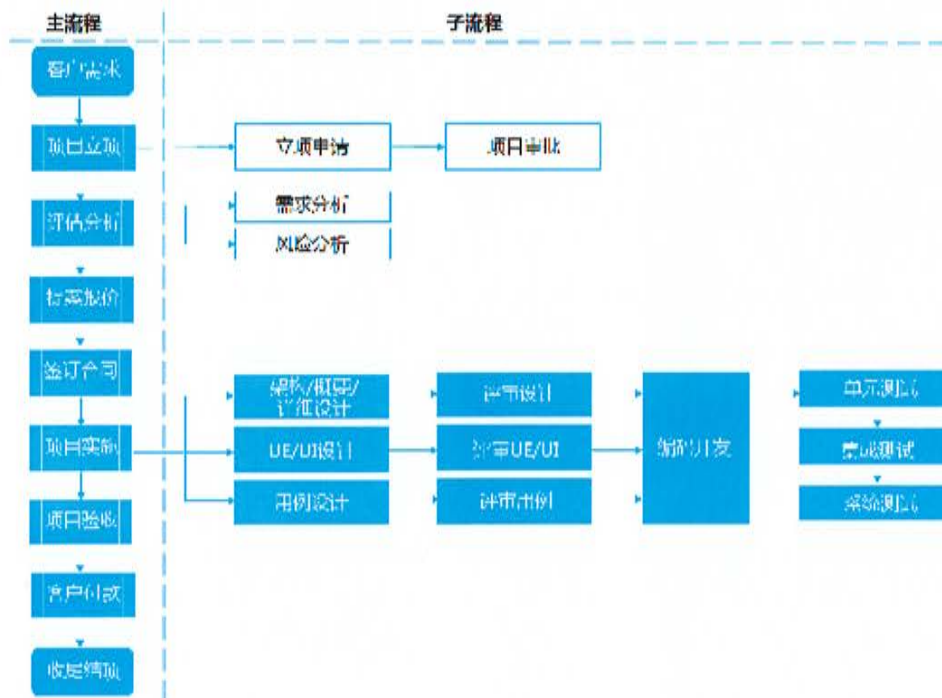 主流程
子流程
客户需求
项目立项
立项申请
项目审批
需求分析
评估分析
风险分析
方案报价
签订合同
架构/概要/
详细设计
评审设计
单元测试
项目实施
UE/UI设计
评审UE/UI
编码开发
集成测试
用例设计
评审用例
系统测试
项目验收
客户付款
收尾结项